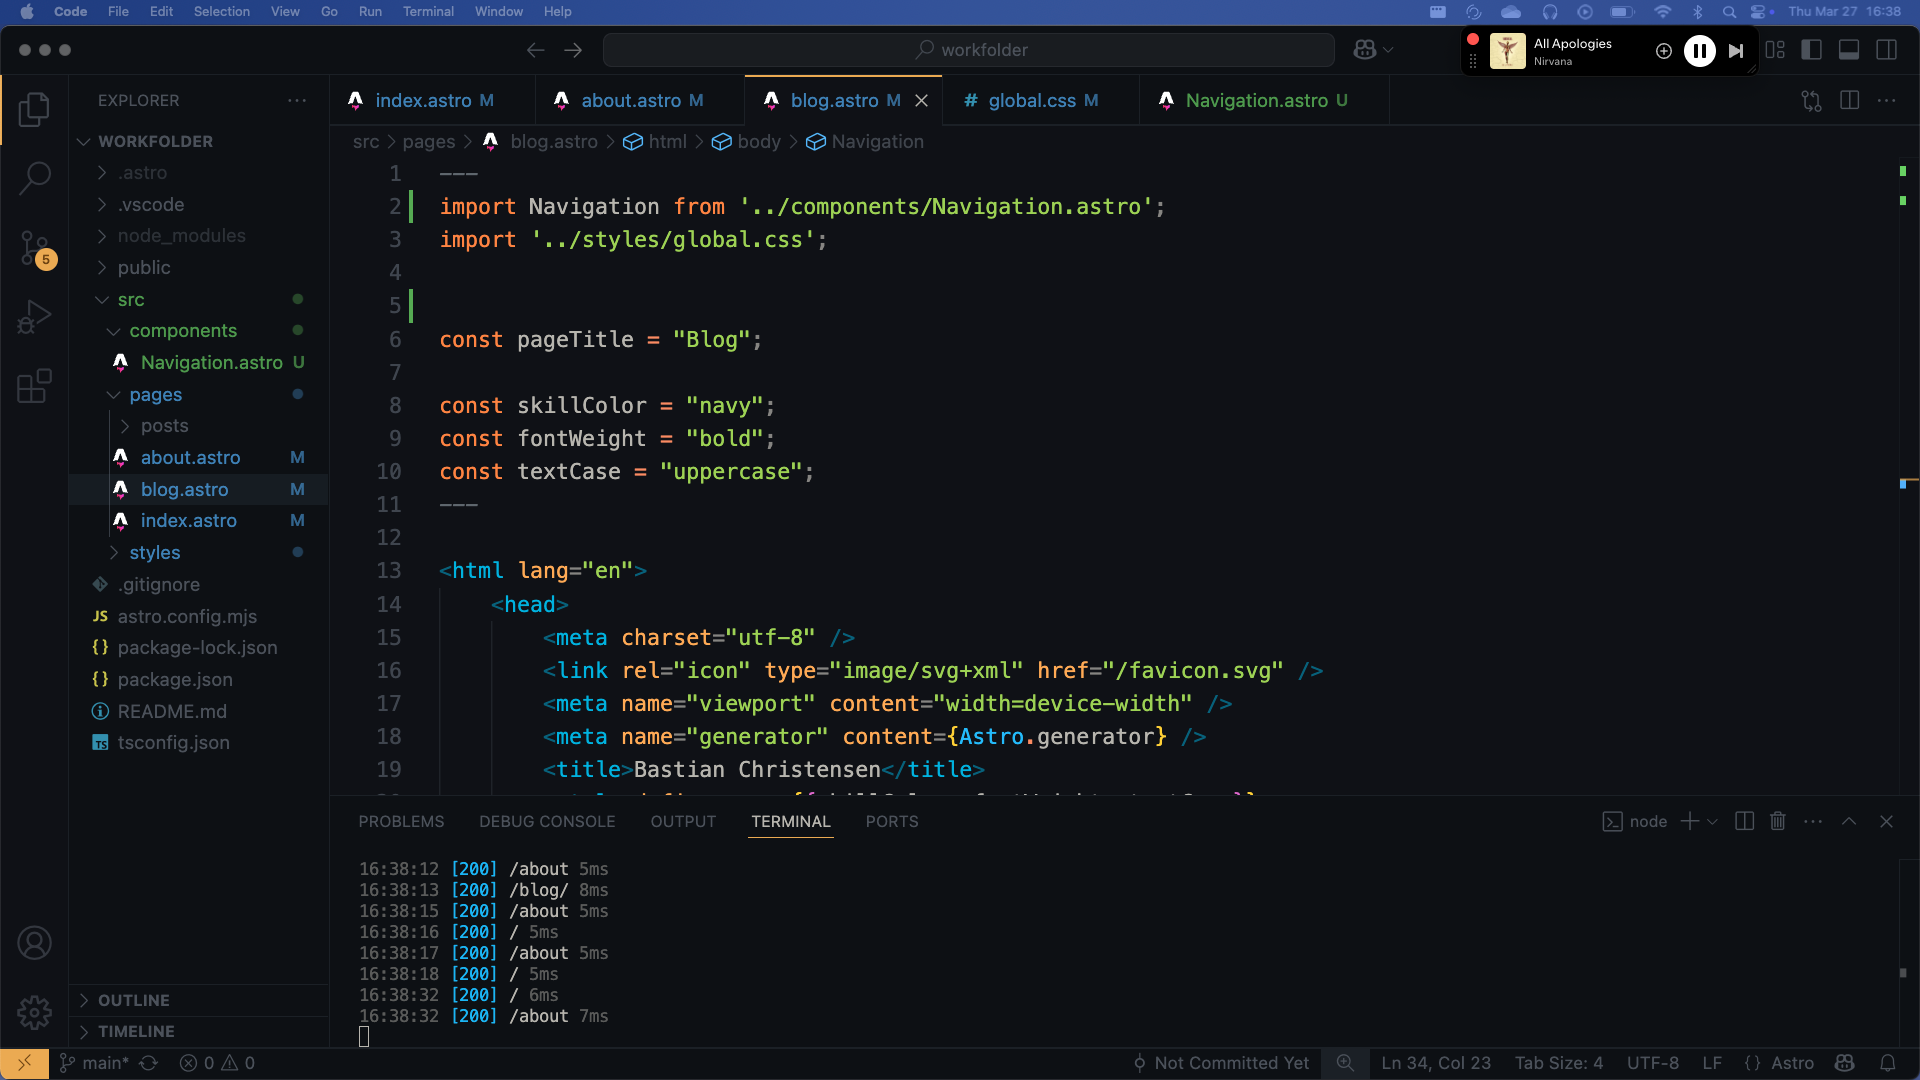 Code File Edit Selection View Go Run Terminal Window Help Thu Mar 27 16:38
workfolder
All Apologies
Nirvana
EXPLORER
index.astro M
about.astro M
blog.astro M
# global.css M
Navigation.astro U
src > pages > blog.astro > html > body > Navigation
WORKFOLDER
.astro
.vscode
node_modules
public
src
components
Navigation.astro U
pages
posts
about.astro M
blog.astro M
index.astro M
styles
.gitignore
JS astro.config.mjs
{} package-lock.json
{} package.json
README.md
TS tsconfig.json
OUTLINE
TIMELINE
5
1 ---
2 import Navigation from '../components/Navigation.astro';
3 import '../styles/global.css';
4
5
6 const pageTitle = "Blog";
7
8 const skillColor = "navy";
9 const fontWeight = "bold";
10 const textCase = "uppercase";
11 ---
12
13 <html lang="en">
14 <head>
15 <meta charset="utf-8" />
16 <link rel="icon" type="image/svg+xml" href="/favicon.svg" />
17 <meta name="viewport" content="width=device-width" />
18 <meta name="generator" content={Astro.generator} />
19 <title>Bastian Christensen</title>
PROBLEMS DEBUG CONSOLE OUTPUT TERMINAL PORTS
node
16:38:12 [200] /about 5ms
16:38:13 [200] /blog/ 8ms
16:38:15 [200] /about 5ms
16:38:16 [200] / 5ms
16:38:17 [200] /about 5ms
16:38:18 [200] / 5ms
16:38:32 [200] / 6ms
16:38:32 [200] /about 7ms
main* 0 0 Not Committed Yet Ln 34, Col 23 Tab Size: 4 UTF-8 LF {} Astro